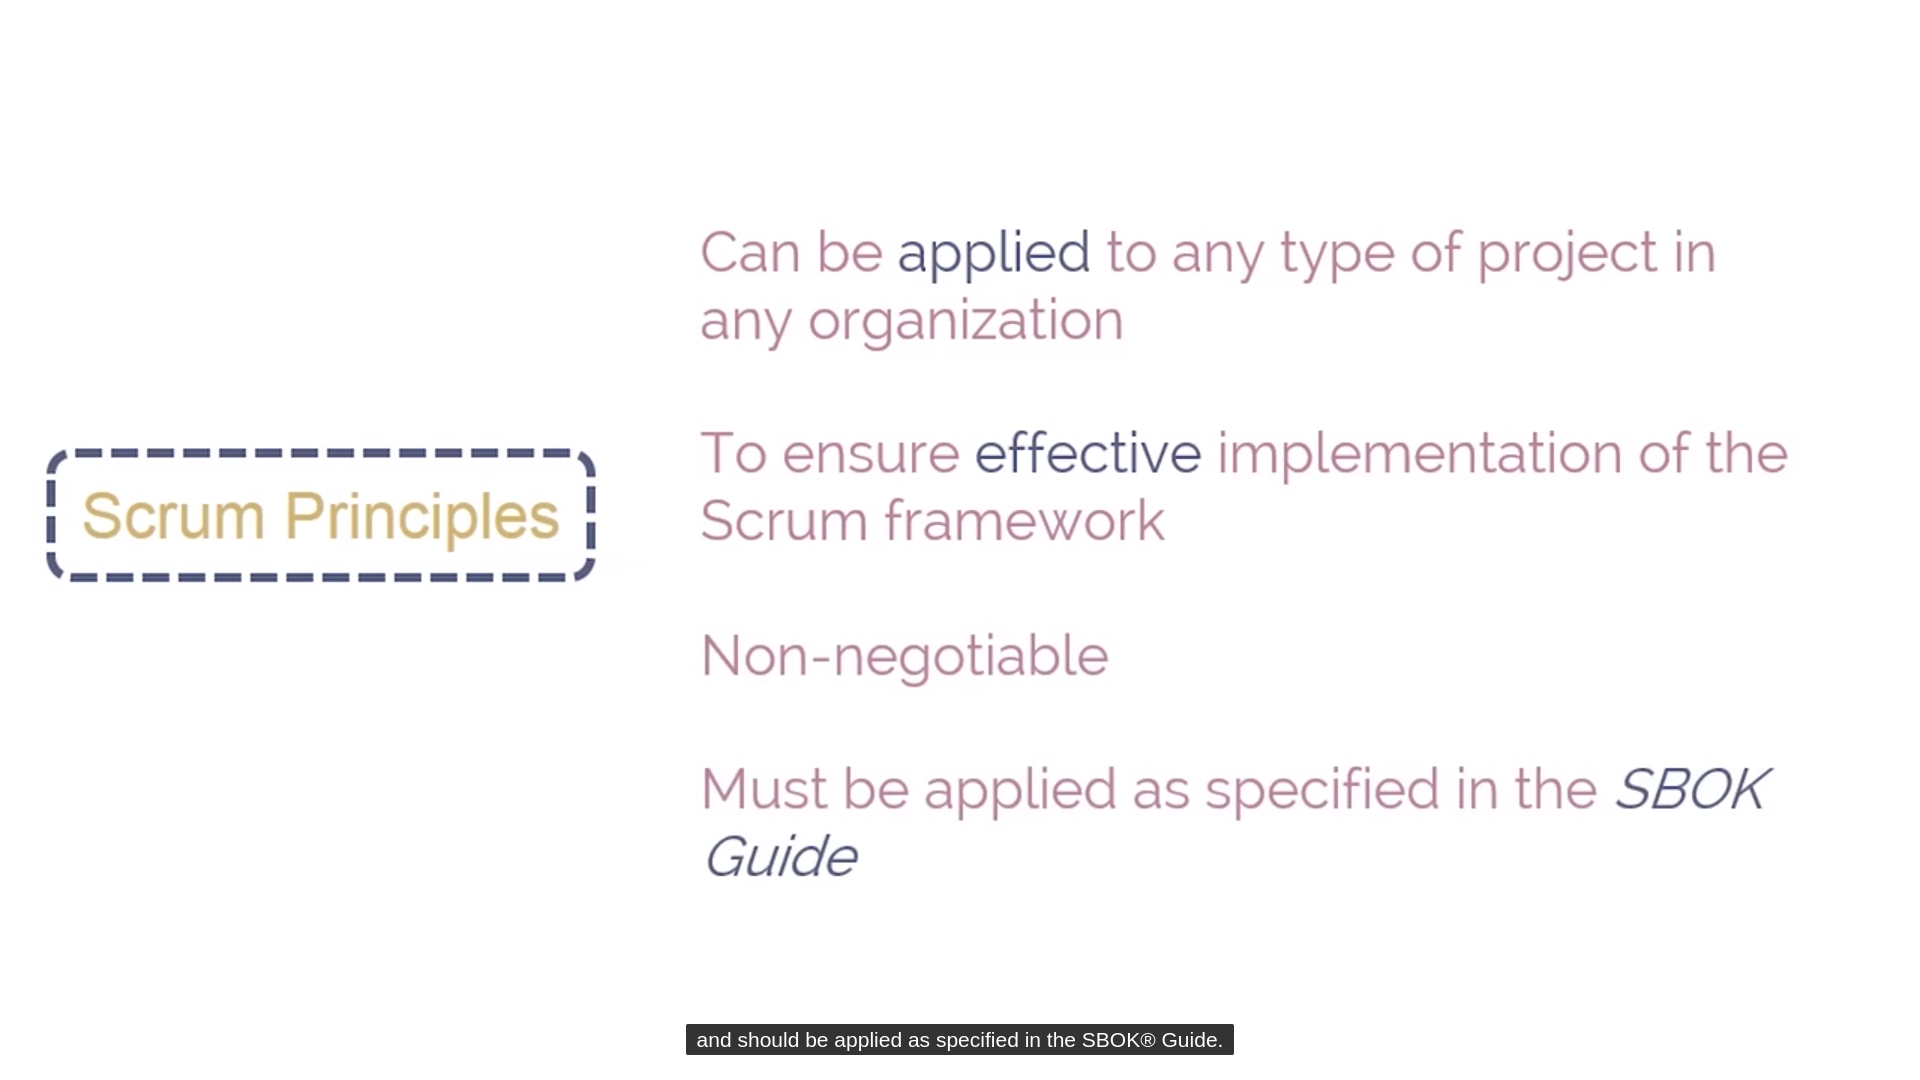 Scrum Principles
Can be applied to any type of project in
any organization
To ensure effective implementation of the
Scrum framework
Non-negotiable
Must be applied as specified in the SBOK
Guide
and should be applied as specified in the SBOK® Guide.